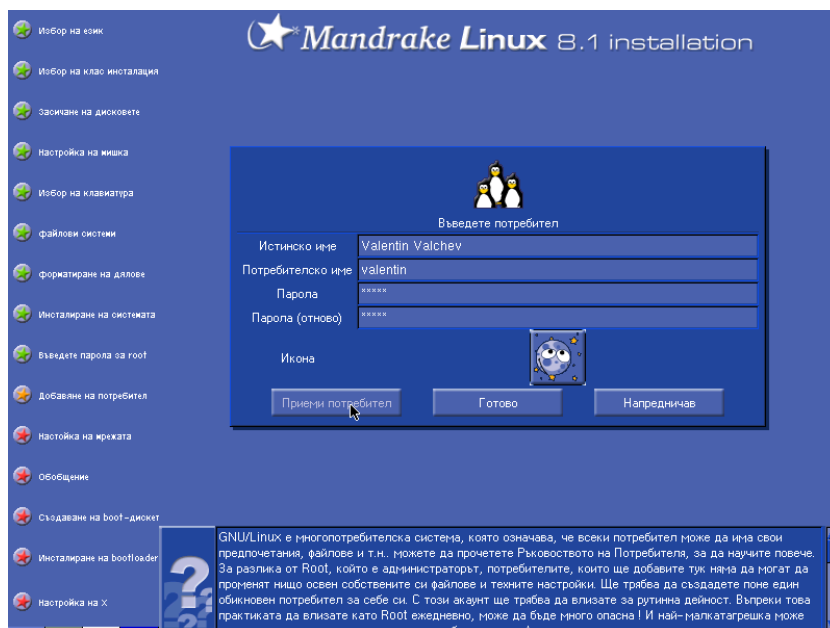 Mandrake Linux 8.1 installation
Избор на език
Избор на клас инсталация
Засичане на дисковете
Настройка на мишка
Избор на клавиатура
файлови системи
форматиране на дялове
Инсталиране на системата
Въведете парола за root
Добавяне на потребител
Настойка на мрежата
Обобщение
Създаване на boot-дискет
Инсталиране на bootloader
Настройка на X
Въведете потребител
Истинско име Valentin Valchev
Потребителско име valentin
Парола *****
Парола (отново) *****
Икона
Приеми потребител Готово Напредничав
GNU/Linux е многопотребителска система, която означава, че всеки потребител може да има свои
предпочетания, файлове и т.н.. можете да прочетете Ръковоството на Потребителя, за да научите повече.
За разлика от Root, който е администраторът, потребителите, които ще добавите тук няма да могат да
променят нищо освен собствените си файлове и техните настройки. Ще трябва да създадете поне един
обикновен потребител за себе си. С този акаунт ще трябва да влизате за рутинна дейност. Въпреки това
практиката да влизате като Root ежедневно, може да бъде много опасна ! И най-малкатагрешка може